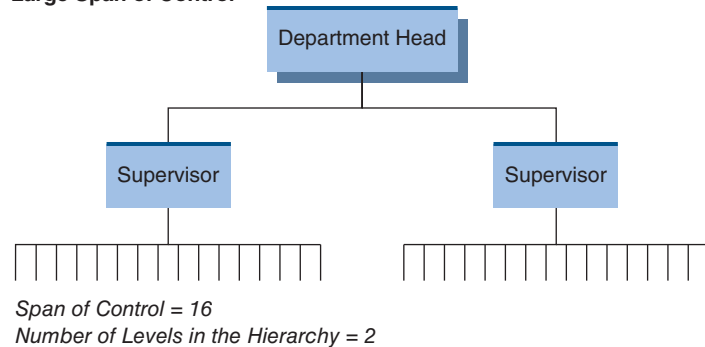 Large Span of Control
Department Head
Supervisor
Supervisor
Span of Control = 16
Number of Levels in the Hierarchy = 2